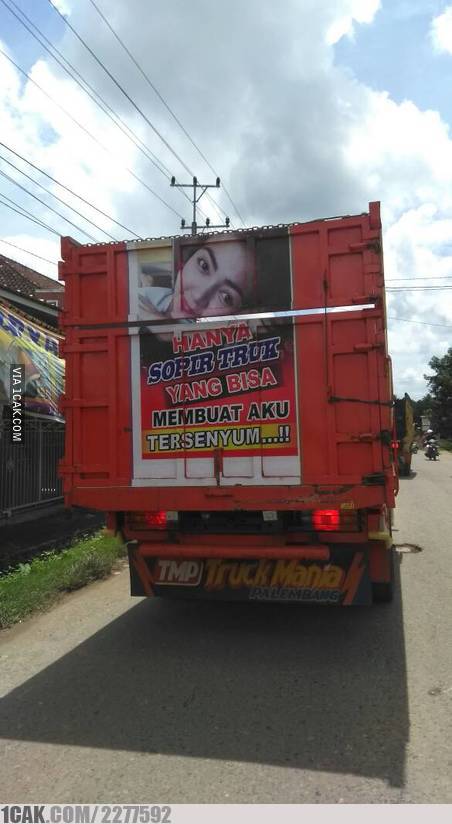 HANYA
SOPIR TRUK
YANG BISA
MEMBUAT AKU
TERSENYUM...!!
TMP Truck Mania
PALEMBANG
VIA 1CAK.COM
1CAK.COM/2277592